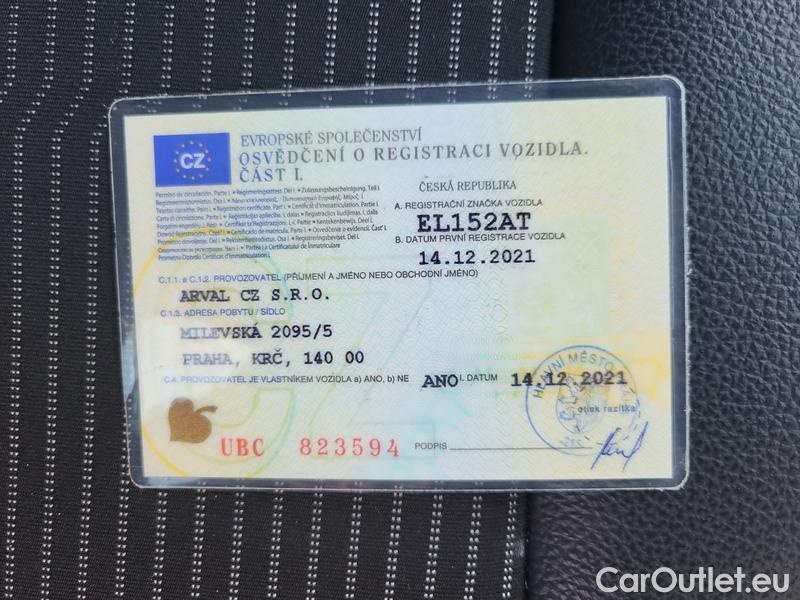 CZ
EVROPSKÉ SPOLEČENSTVÍ
OSVĚDČENÍ O REGISTRACI VOZIDLA.
ČÁST I.
ČESKÁ REPUBLIKA
A. REGISTRAČNÍ ZNAČKA VOZIDLA
EL152AT
B. DATUM PRVNÍ REGISTRACE VOZIDLA
14.12.2021
C.1.1. a C.1.2. PROVOZOVATEL (PŘÍJMENÍ A JMÉNO NEBO OBCHODNÍ JMÉNO)
ARVAL CZ S.R.O.
C.1.3. ADRESA POBYTU / SÍDLO
MILEVSKÁ 2095/5
PRAHA, KRČ, 140 00
C.4. PROVOZOVATEL JE VLASTNÍKEM VOZIDLA a) ANO, b) NE ANO I. DATUM 14.12.2021
HLAVNÍ MĚSTO
otisk razítka
UBC 823594 PODPIS
CarOutlet.eu